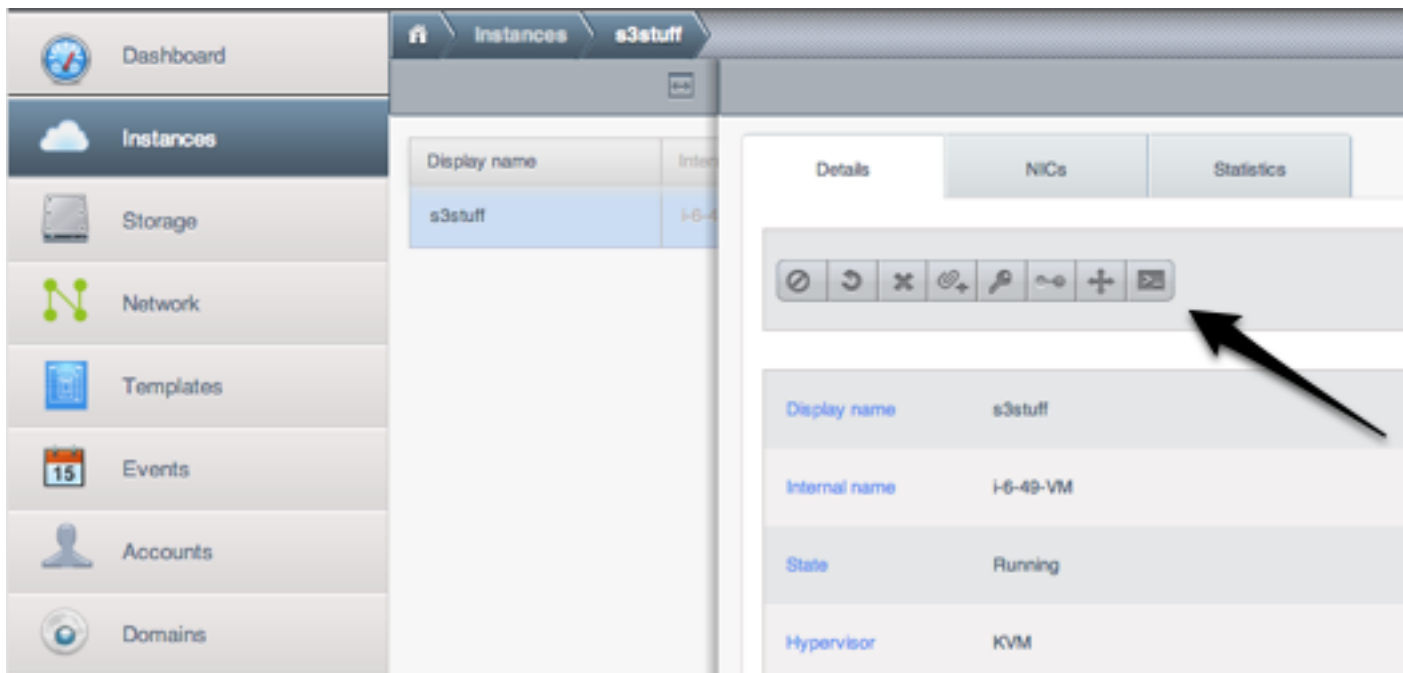 Dashboard
Instances
Storage
Network
Templates
15
Events
Accounts
Domains
Instances
s3stuff
Display name
s3stuff
Details
NICs
Statistics
Display name
s3stuff
Internal name
i-6-49-VM
State
Running
Hypervisor
KVM